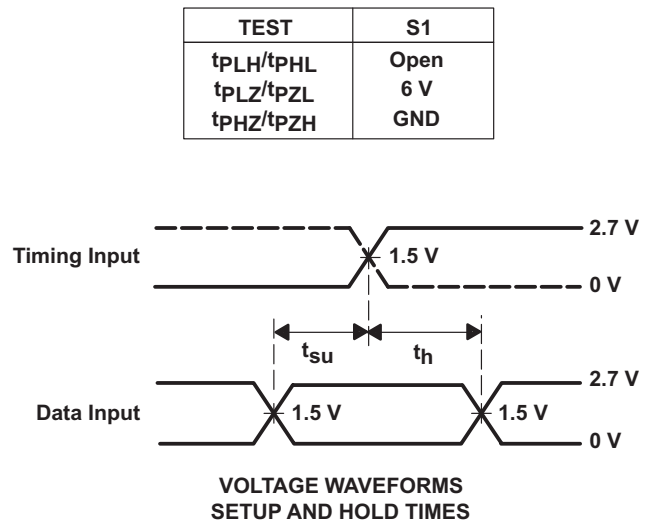 TEST S1
tPLH/tPHL Open
tPLZ/tPZL 6 V
tPHZ/tPZH GND
2.7 V
Timing Input 1.5 V
0 V
tsu th
2.7 V
Data Input 1.5 V 1.5 V
0 V
VOLTAGE WAVEFORMS
SETUP AND HOLD TIMES